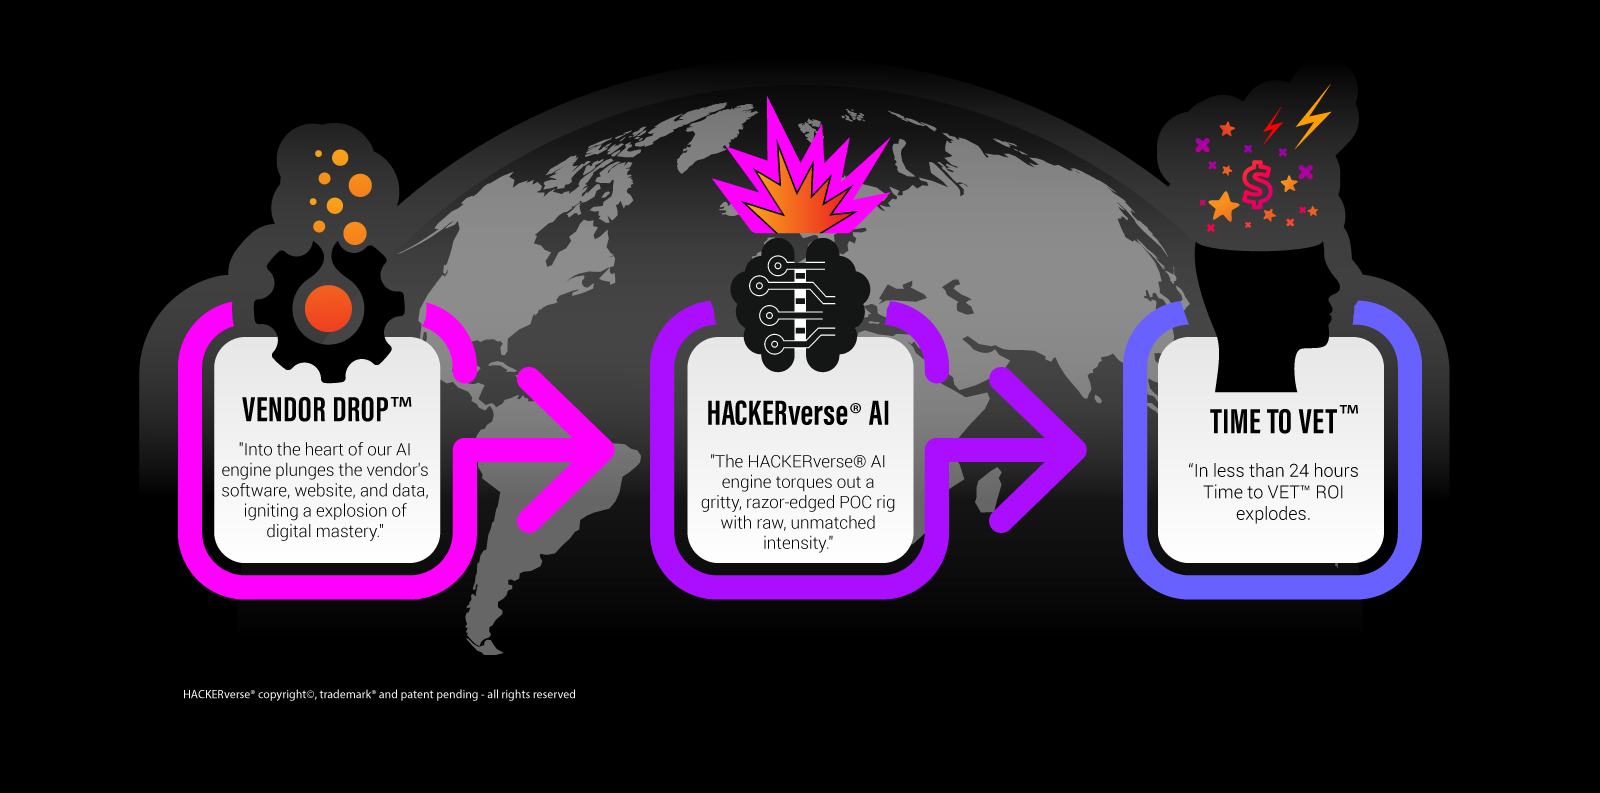 VENDOR DROP™
"Into the heart of our AI
engine plunges the vendor's
software, website, and data,
igniting a explosion of
digital mastery."
HACKERverse® AI
"The HACKERverse® AI
engine torques out a
gritty, razor-edged POC rig
with raw, unmatched
intensity."
TIME TO VET™
“In less than 24 hours
Time to VET™ ROI
explodes.
HACKERverse® copyright©, trademark® and patent pending - all rights reserved